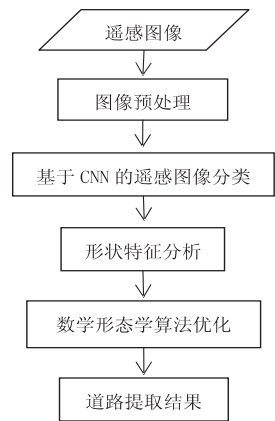 遥感图像
图像预处理
基于 CNN 的遥感图像分类
形状特征分析
数学形态学算法优化
道路提取结果